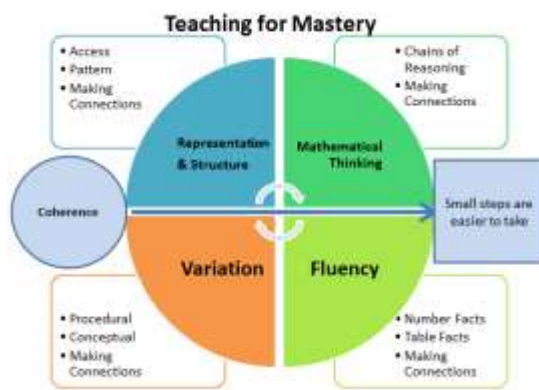 Teaching for Mastery
• Access
• Pattern
• Making
Connections
• Chains of
Reasoning
• Making
Connections
Representation
& Structure
Mathematical
Thinking
Coherence
Small steps are
easier to take
Variation
Fluency
• Procedural
• Conceptual
• Making
Connections
• Number Facts
• Table Facts
• Making
Connections